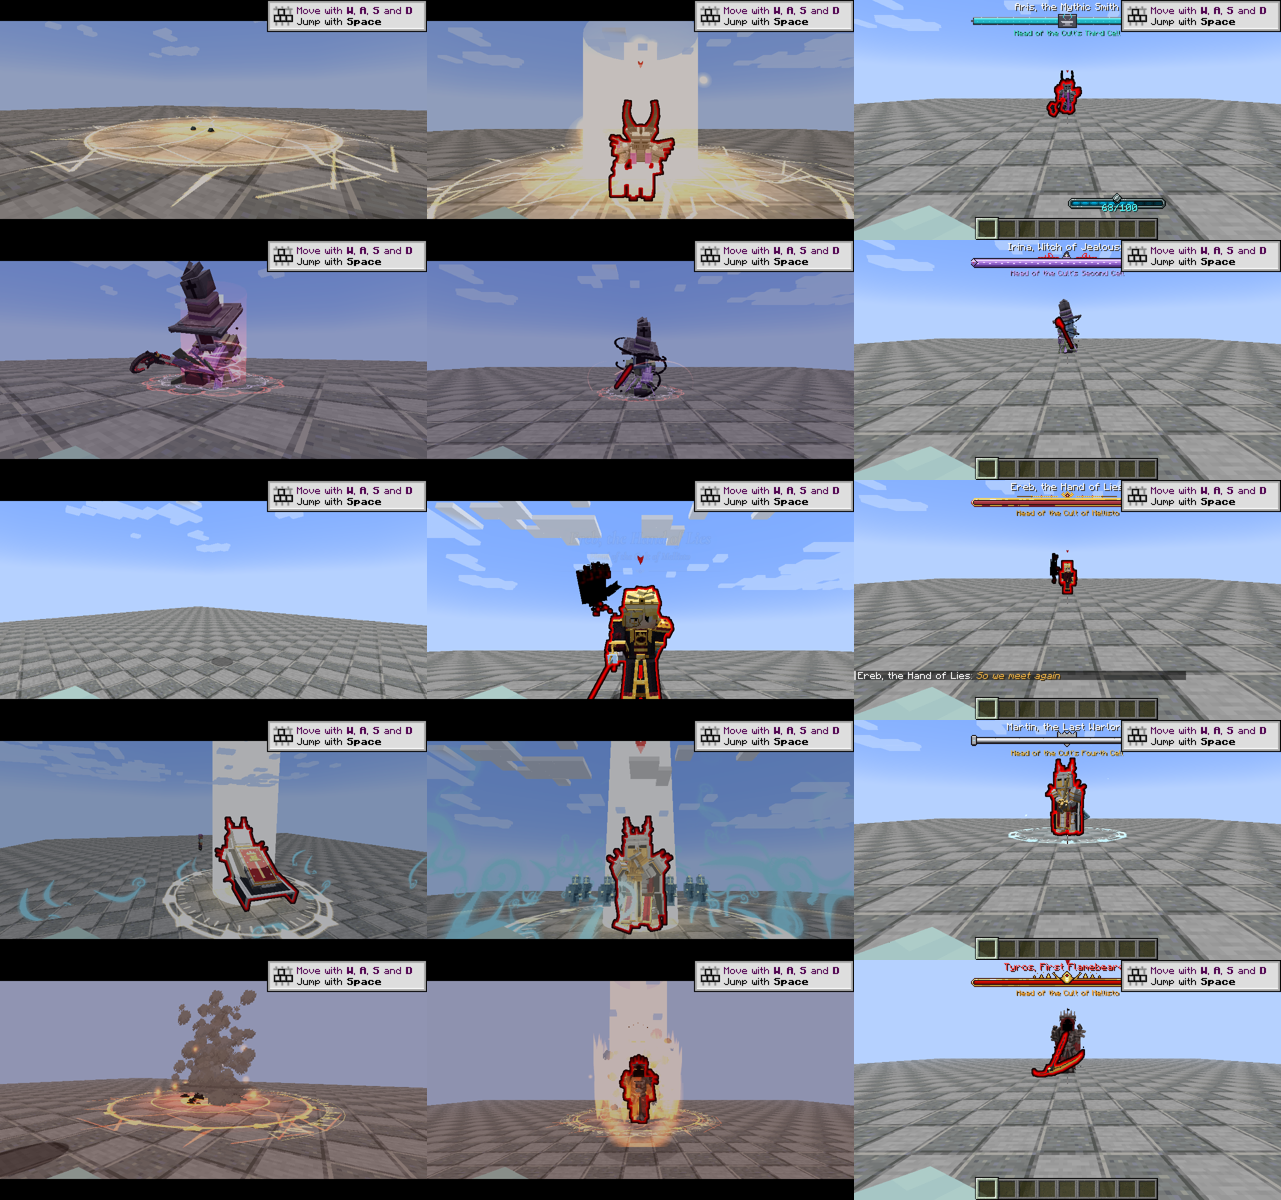 Move with W, A, S and D
Jump with Space
Move with W, A, S and D
Jump with Space
Aris, the Mythic Smith
Head of the Cult's Third Cell
Move with W, A, S and D
Jump with Space
68/100
Move with W, A, S and D
Jump with Space
Move with W, A, S and D
Jump with Space
Irina, Witch of Jealous
Head of the Cult's Second Cell
Move with W, A, S and D
Jump with Space
Move with W, A, S and D
Jump with Space
Move with W, A, S and D
Jump with Space
Ereb, the Hand of Lies
Head of the Cult of Mallisto
Move with W, A, S and D
Jump with Space
Ereb, the Hand of Lies: So we meet again
Move with W, A, S and D
Jump with Space
Move with W, A, S and D
Jump with Space
Martin, the Last Warlor
Head of the Cult's Fourth Cell
Move with W, A, S and D
Jump with Space
Move with W, A, S and D
Jump with Space
Move with W, A, S and D
Jump with Space
Tyros, First Flamebear
Head of the Cult of Mallisto
Move with W, A, S and D
Jump with Space